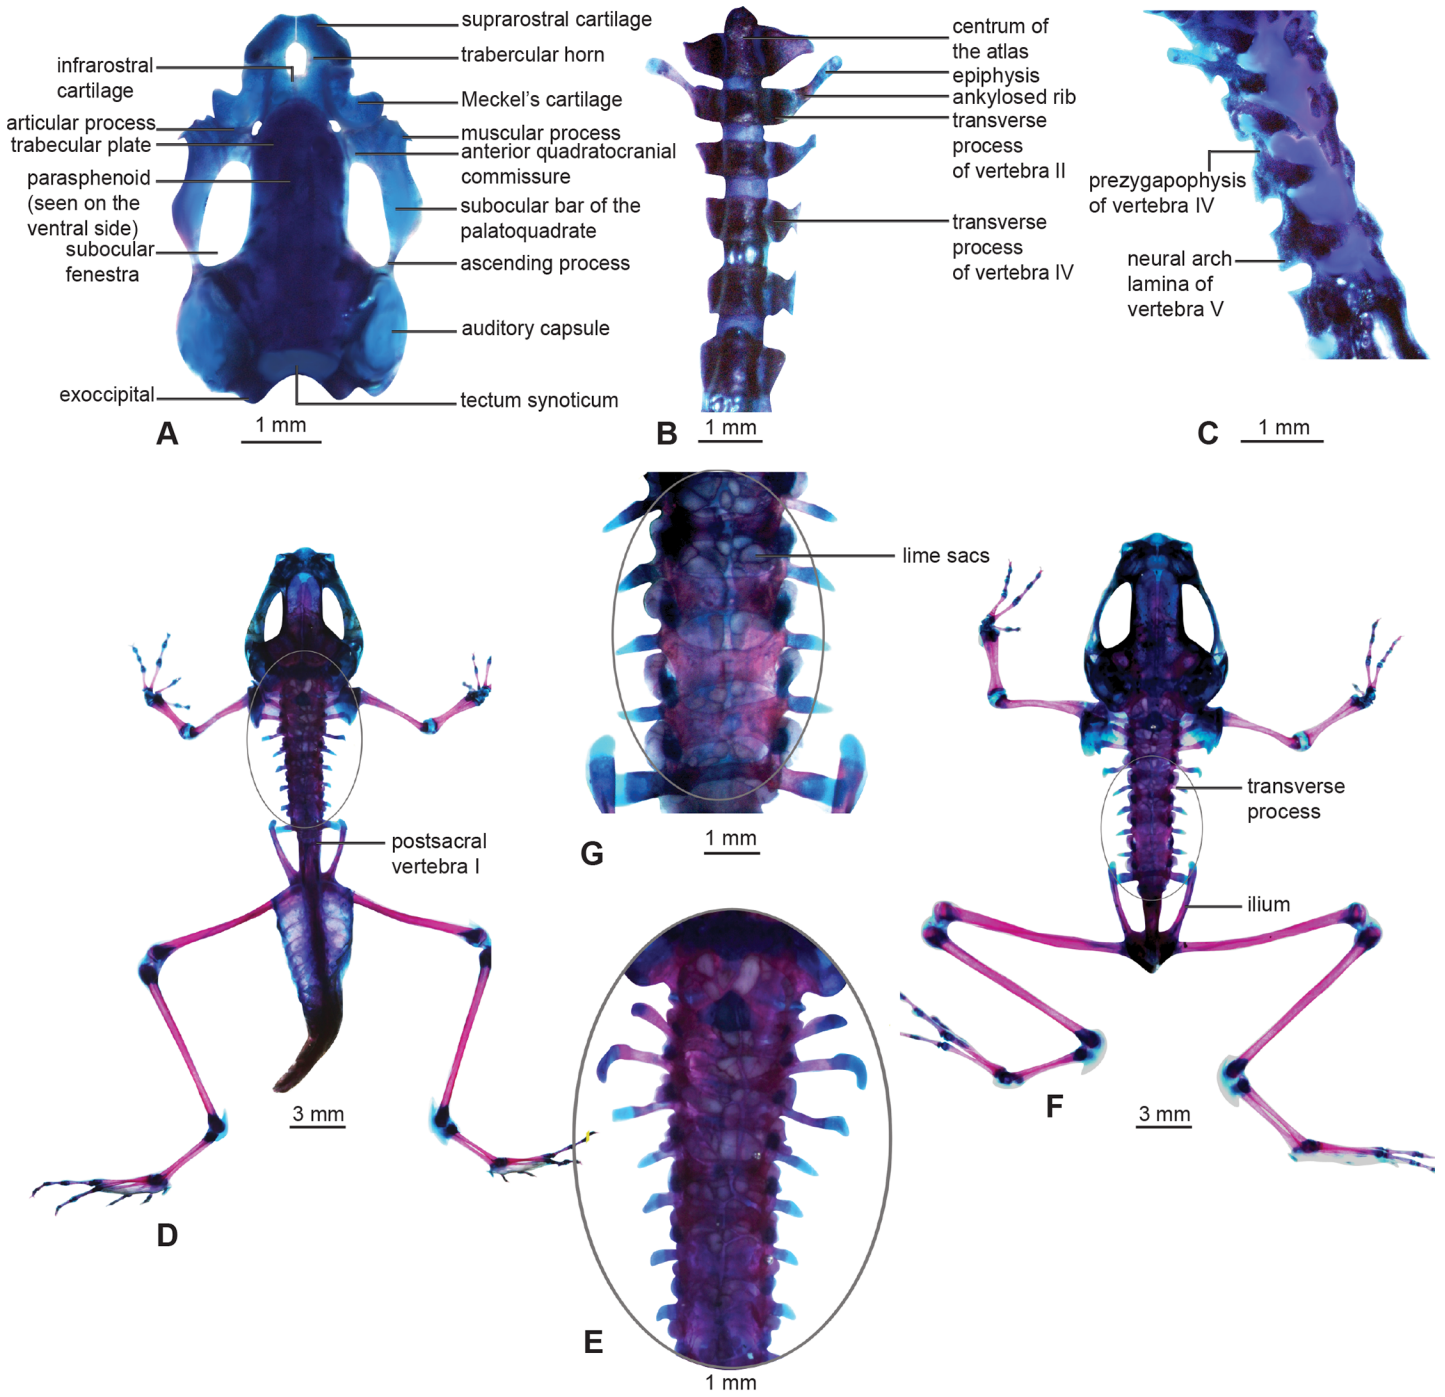 suprarostral cartilage
trabercular horn
infrarostral
cartilage
Meckel's cartilage
articular process
muscular process
trabecular plate
anterior quadratocranial
commissure
parasphenoid
(seen on the
ventral side)
subocular bar of the
palatoquadrate
subocular
fenestra
ascending process
auditory capsule
exoccipital
tectum synoticum
A
1 mm
centrum of
the atlas
epiphysis
ankylosed rib
transverse
process
of vertebra II
transverse
process
of vertebra IV
B
1 mm
prezygapophysis
of vertebra IV
neural arch
lamina of
vertebra V
C
1 mm
lime sacs
G
1 mm
postsacral
vertebra I
3 mm
D
transverse
process
ilium
F
3 mm
E
1 mm